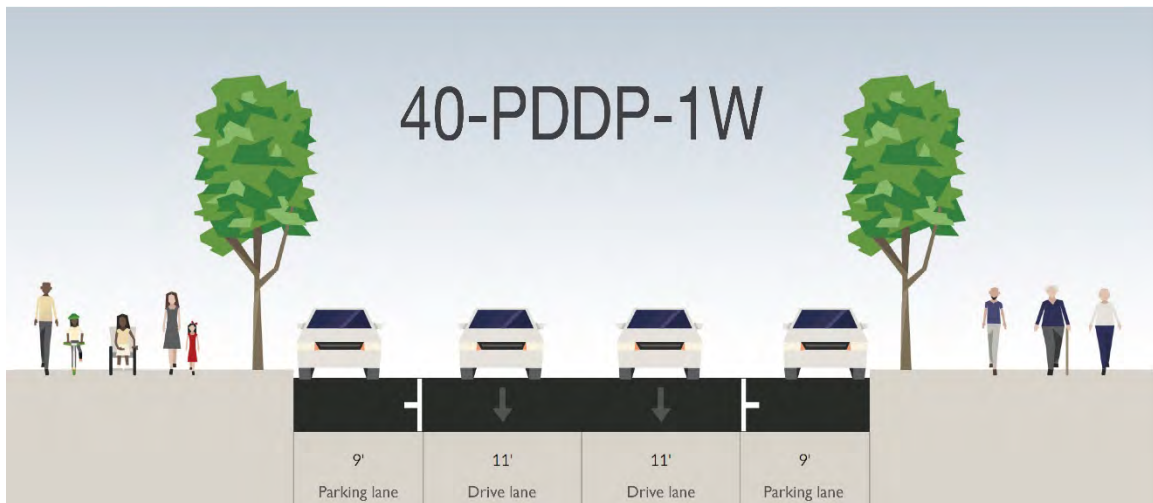 40-PDDP-1W
9' 11' 11' 9'
Parking lane Drive lane Drive lane Parking lane